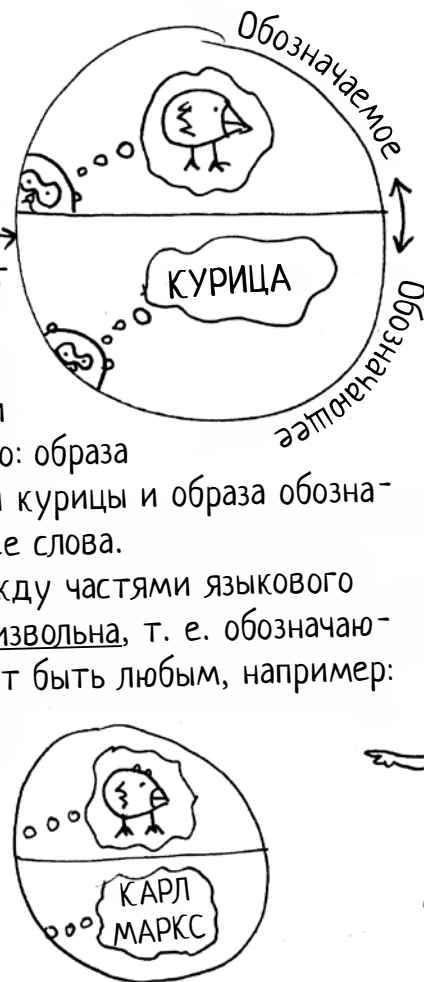 Обозначаемое
КУРИЦА
Обозначающее
о: образа
курицы и образа обозна-
е слова.
жду частями языкового
извольна, т. е. обозначаю-
т быть любым, например:
КАРЛ
МАРКС